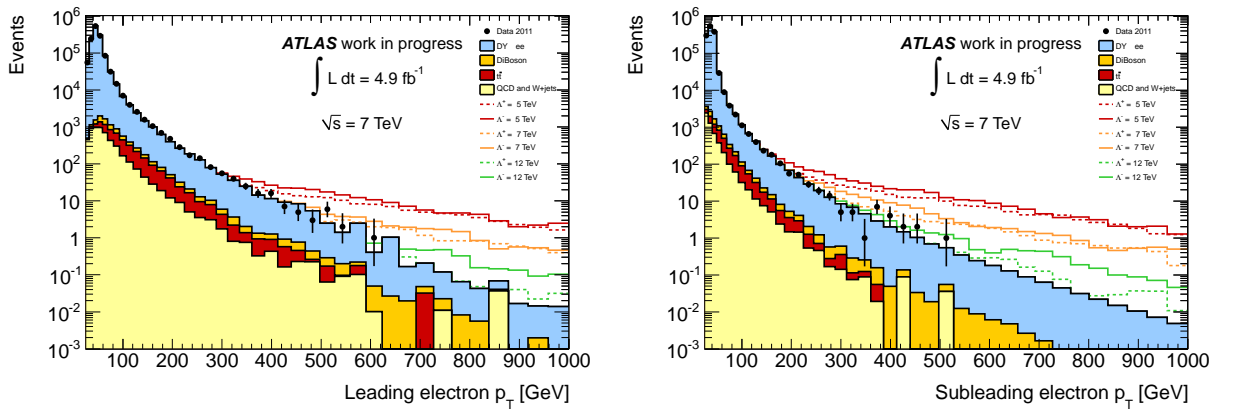 Events
10^6
10^5
10^4
10^3
10^2
10
1
10^-1
10^-2
10^-3
ATLAS work in progress
∫ L dt = 4.9 fb^-1
√s = 7 TeV
Data 2011
DY ee
DiBoson
tt̄
QCD and W+jets
Λ^+ = 5 TeV
Λ^- = 5 TeV
Λ^+ = 7 TeV
Λ^- = 7 TeV
Λ^+ = 12 TeV
Λ^- = 12 TeV
100 200 300 400 500 600 700 800 900 1000
Leading electron p_T [GeV]
Events
10^6
10^5
10^4
10^3
10^2
10
1
10^-1
10^-2
10^-3
ATLAS work in progress
∫ L dt = 4.9 fb^-1
√s = 7 TeV
Data 2011
DY ee
DiBoson
tt̄
QCD and W+jets
Λ^+ = 5 TeV
Λ^- = 5 TeV
Λ^+ = 7 TeV
Λ^- = 7 TeV
Λ^+ = 12 TeV
Λ^- = 12 TeV
100 200 300 400 500 600 700 800 900 1000
Subleading electron p_T [GeV]